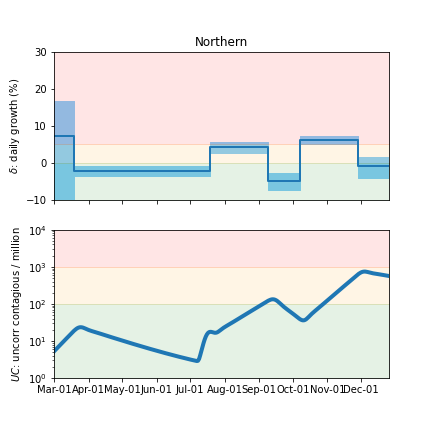 Northern
30
20
10
0
−10
δ: daily growth (%)
10⁴
10³
10²
10¹
10⁰
UC: uncorr contagious / million
Mar-01 Apr-01 May-01 Jun-01 Jul-01 Aug-01 Sep-01 Oct-01 Nov-01 Dec-01